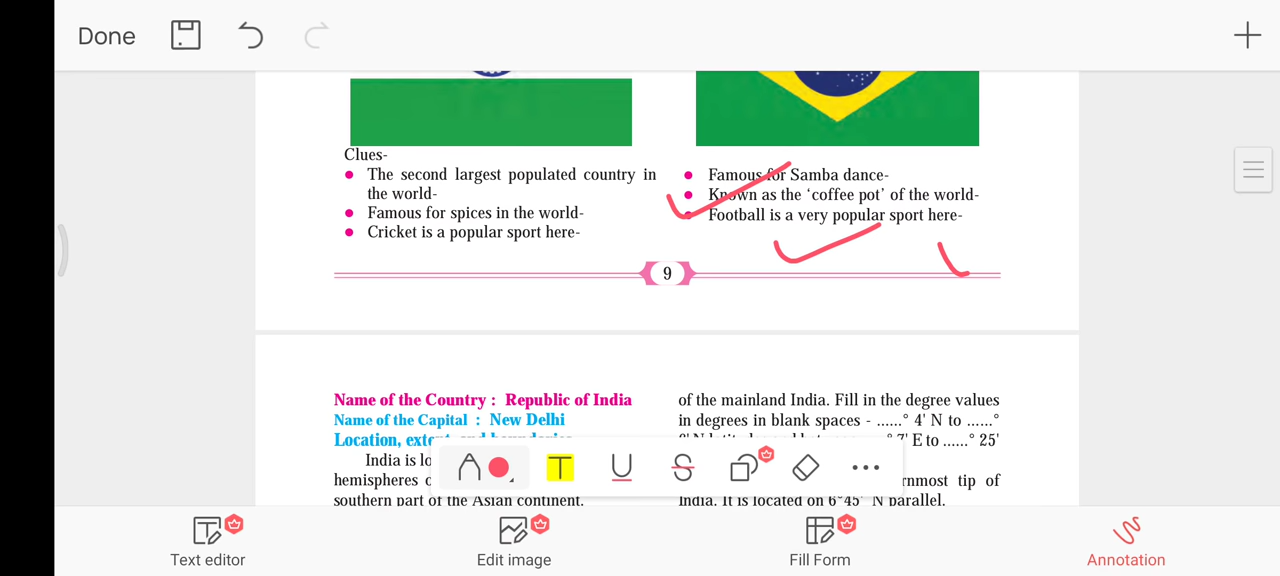 Done
Clues-
The second largest populated country in
the world-
Famous for spices in the world-
Cricket is a popular sport here-
Famous for Samba dance-
Known as the ‘coffee pot’ of the world-
Football is a very popular sport here-
9
Name of the Country : Republic of India
Name of the Capital : New Delhi
Location, extent and boundaries
India is lo
hemispheres o
southern part of the Asian continent.
of the mainland India. Fill in the degree values
in degrees in blank spaces - ......° 4' N to ......°
7' E to ......° 25'
rnmost tip of
India. It is located on 6°45' N parallel.
T U S
Text editor
Edit image
Fill Form
Annotation